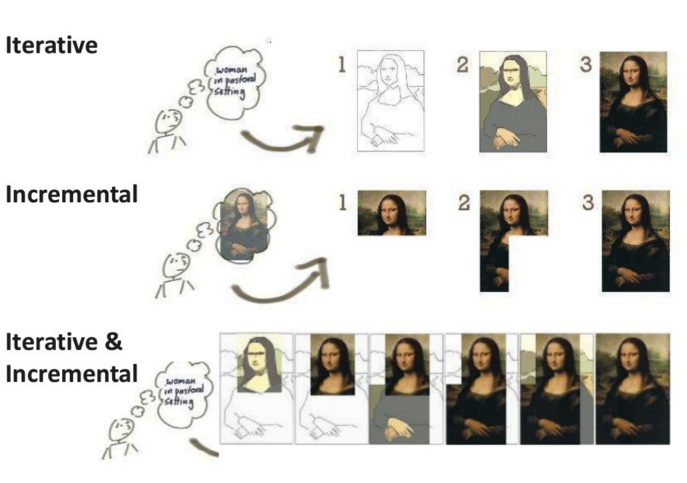 Iterative
woman
in pastoral
setting
1
2
3
Incremental
1
2
3
Iterative &
Incremental
woman
in pastoral
setting